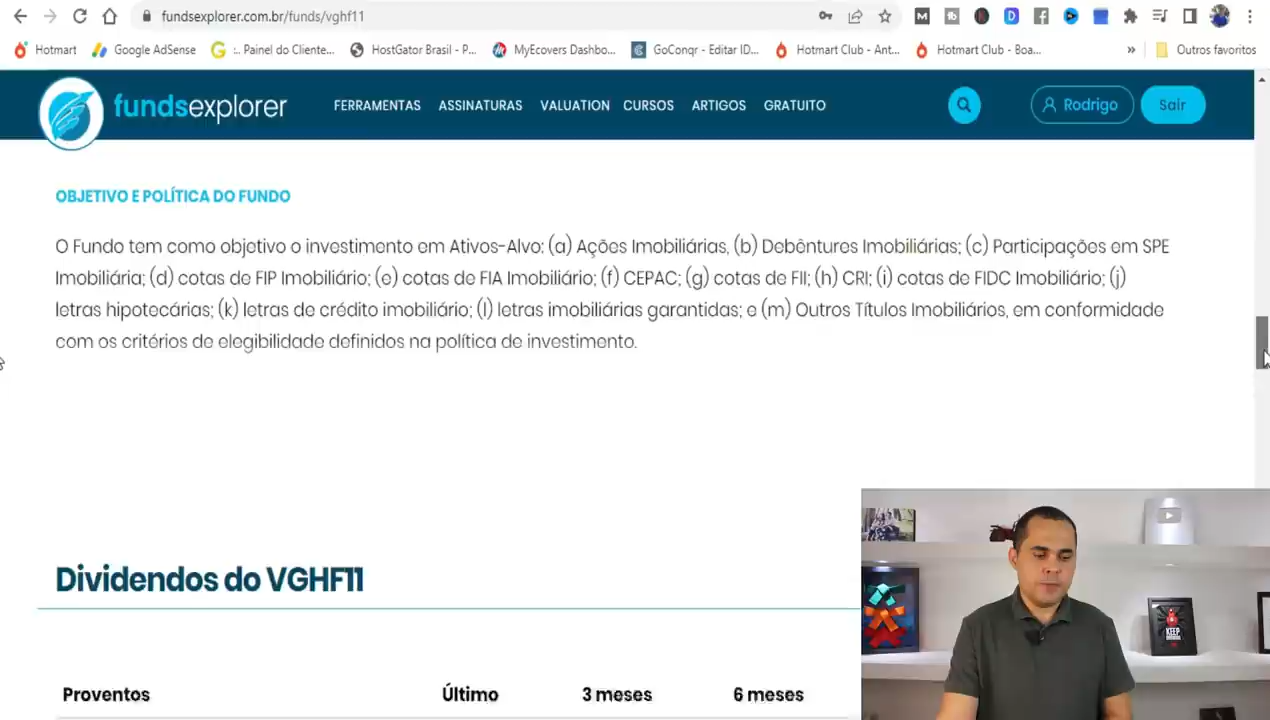 fundsexplorer.com.br/funds/vghf11
Hotmart Google AdSense :.. Painel do Cliente... HostGator Brasil - P... MyEcovers Dashbo... GoConqr - Editar ID... Hotmart Club - Ant... Hotmart Club - Boa... » Outros favoritos
fundsexplorer FERRAMENTAS ASSINATURAS VALUATION CURSOS ARTIGOS GRATUITO Rodrigo Sair
OBJETIVO E POLÍTICA DO FUNDO
O Fundo tem como objetivo o investimento em Ativos-Alvo: (a) Ações Imobiliárias, (b) Debêntures Imobiliárias; (c) Participações em SPE
Imobiliária; (d) cotas de FIP Imobiliário; (e) cotas de FIA Imobiliário; (f) CEPAC; (g) cotas de FII; (h) CRI; (i) cotas de FIDC Imobiliário; (j)
letras hipotecárias; (k) letras de crédito imobiliário; (l) letras imobiliárias garantidas; e (m) Outros Títulos Imobiliários, em conformidade
com os critérios de elegibilidade definidos na política de investimento.
Dividendos do VGHF11
Proventos Último 3 meses 6 meses
KEEP